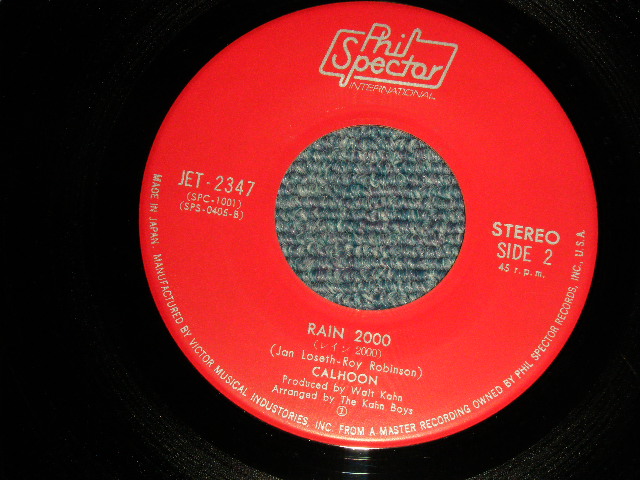 Phil
Spector
INTERNATIONAL
JET-2347
(SPC-1001)
(SPS-0405-B)
STEREO
SIDE 2
45 r.p.m.
RAIN 2000
(レイン 2000)
(Jan Loseth-Roy Robinson)
CALHOON
Produced by Walt Kahn
Arranged by The Kahn Boys
MADE IN JAPAN. MANUFACTURED BY VICTOR MUSICAL INDUSTRIES, INC. FROM A MASTER RECORDING OWNED BY PHIL SPECTOR RECORDS, INC., U.S.A.